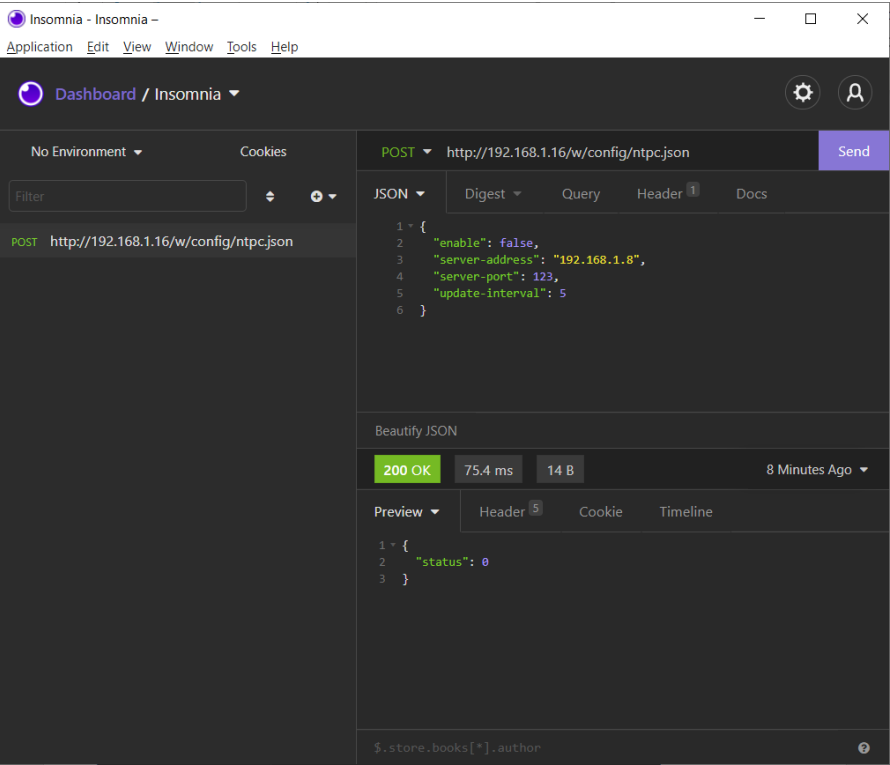 Insomnia - Insomnia –
Application Edit View Window Tools Help
Dashboard / Insomnia
No Environment Cookies
Filter
POST http://192.168.1.16/w/config/ntpc.json
POST http://192.168.1.16/w/config/ntpc.json Send
JSON Digest Query Header 1 Docs
1 {
2 "enable": false,
3 "server-address": "192.168.1.8",
4 "server-port": 123,
5 "update-interval": 5
6 }
Beautify JSON
200 OK 75.4 ms 14 B 8 Minutes Ago
Preview Header 5 Cookie Timeline
1 {
2 "status": 0
3 }
$.store.books[*].author